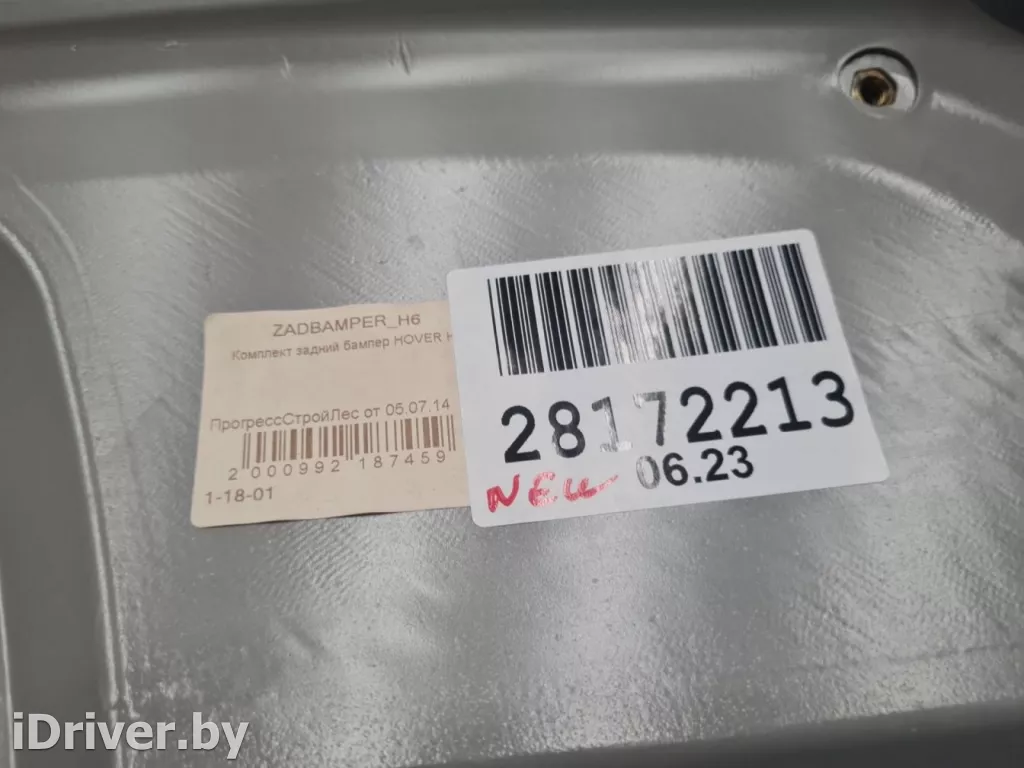 ZADBAMPER_H6
Комплект задний бампер HOVER
ПрогрессСтройЛес от 05.07.14
2 000992 187459
1-18-01
28172213
NEW 06.23
iDriver.by